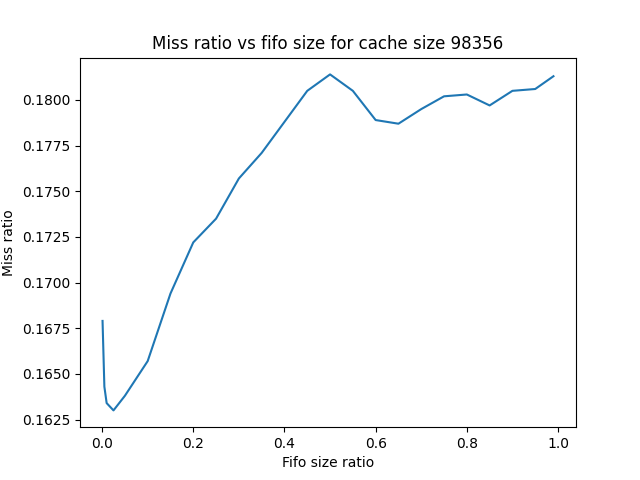 Miss ratio vs fifo size for cache size 98356
0.1800
0.1775
0.1750
0.1725
0.1700
0.1675
0.1650
0.1625
Miss ratio
0.0 0.2 0.4 0.6 0.8 1.0
Fifo size ratio